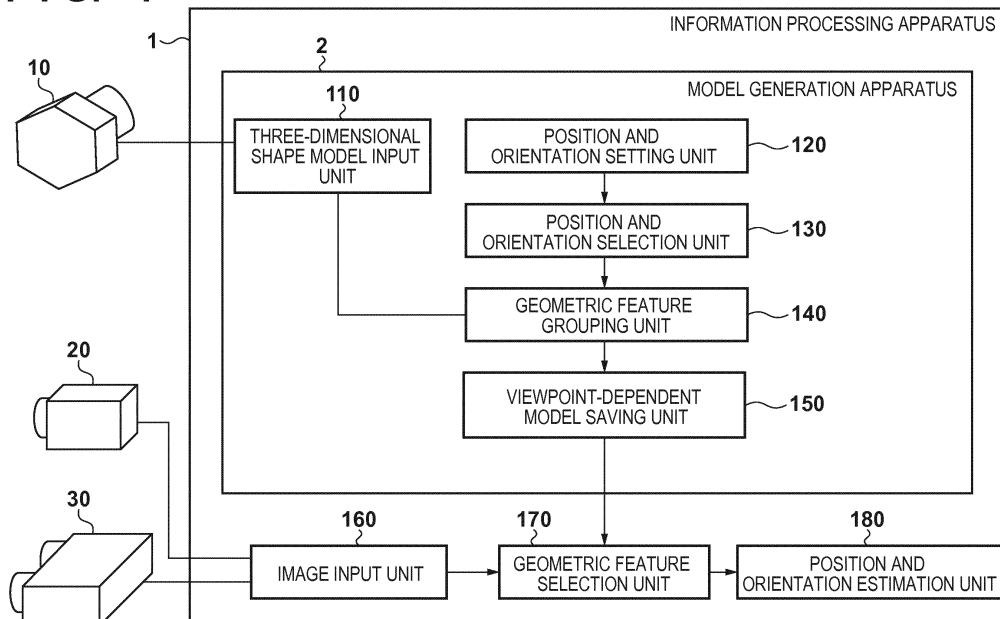 INFORMATION PROCESSING APPARATUS
1
2
10
MODEL GENERATION APPARATUS
110
THREE-DIMENSIONAL
SHAPE MODEL INPUT
UNIT
POSITION AND
ORIENTATION SETTING UNIT
120
POSITION AND
ORIENTATION SELECTION UNIT
130
GEOMETRIC FEATURE
GROUPING UNIT
140
20
VIEWPOINT-DEPENDENT
MODEL SAVING UNIT
150
30
160
170
180
IMAGE INPUT UNIT
GEOMETRIC FEATURE
SELECTION UNIT
POSITION AND
ORIENTATION ESTIMATION UNIT